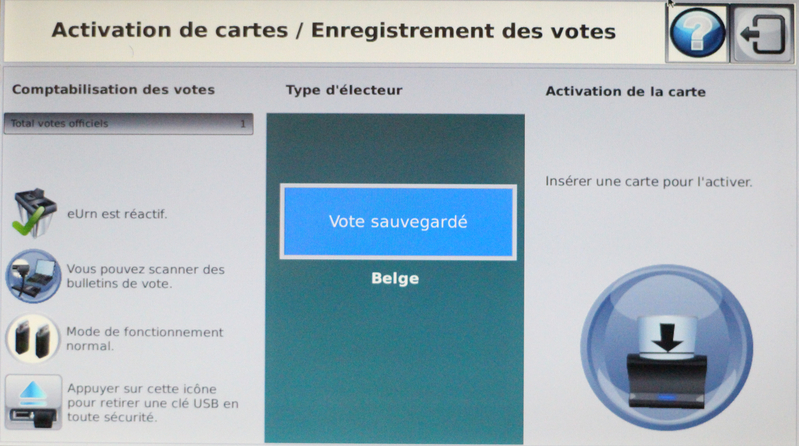 Activation de cartes / Enregistrement des votes
Comptabilisation des votes
Total votes officiels 1
eUrn est réactif.
Vous pouvez scanner des
bulletins de vote.
Mode de fonctionnement
normal.
Appuyer sur cette icône
pour retirer une clé USB en
toute sécurité.
Type d'électeur
Vote sauvegardé
Belge
Activation de la carte
Insérer une carte pour l'activer.